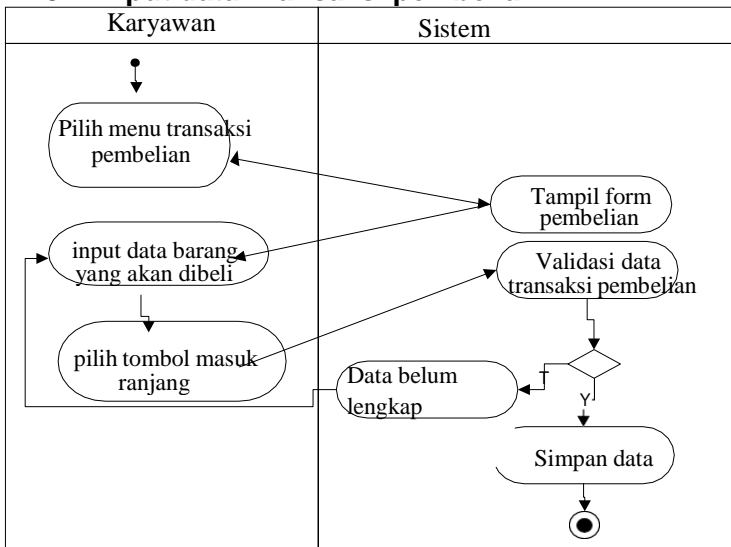 Karyawan
Sistem
Pilih menu transaksi
pembelian
Tampil form
pembelian
input data barang
yang akan dibeli
Validasi data
transaksi pembelian
pilih tombol masuk
ranjang
Data belum
lengkap
T
Y
Simpan data